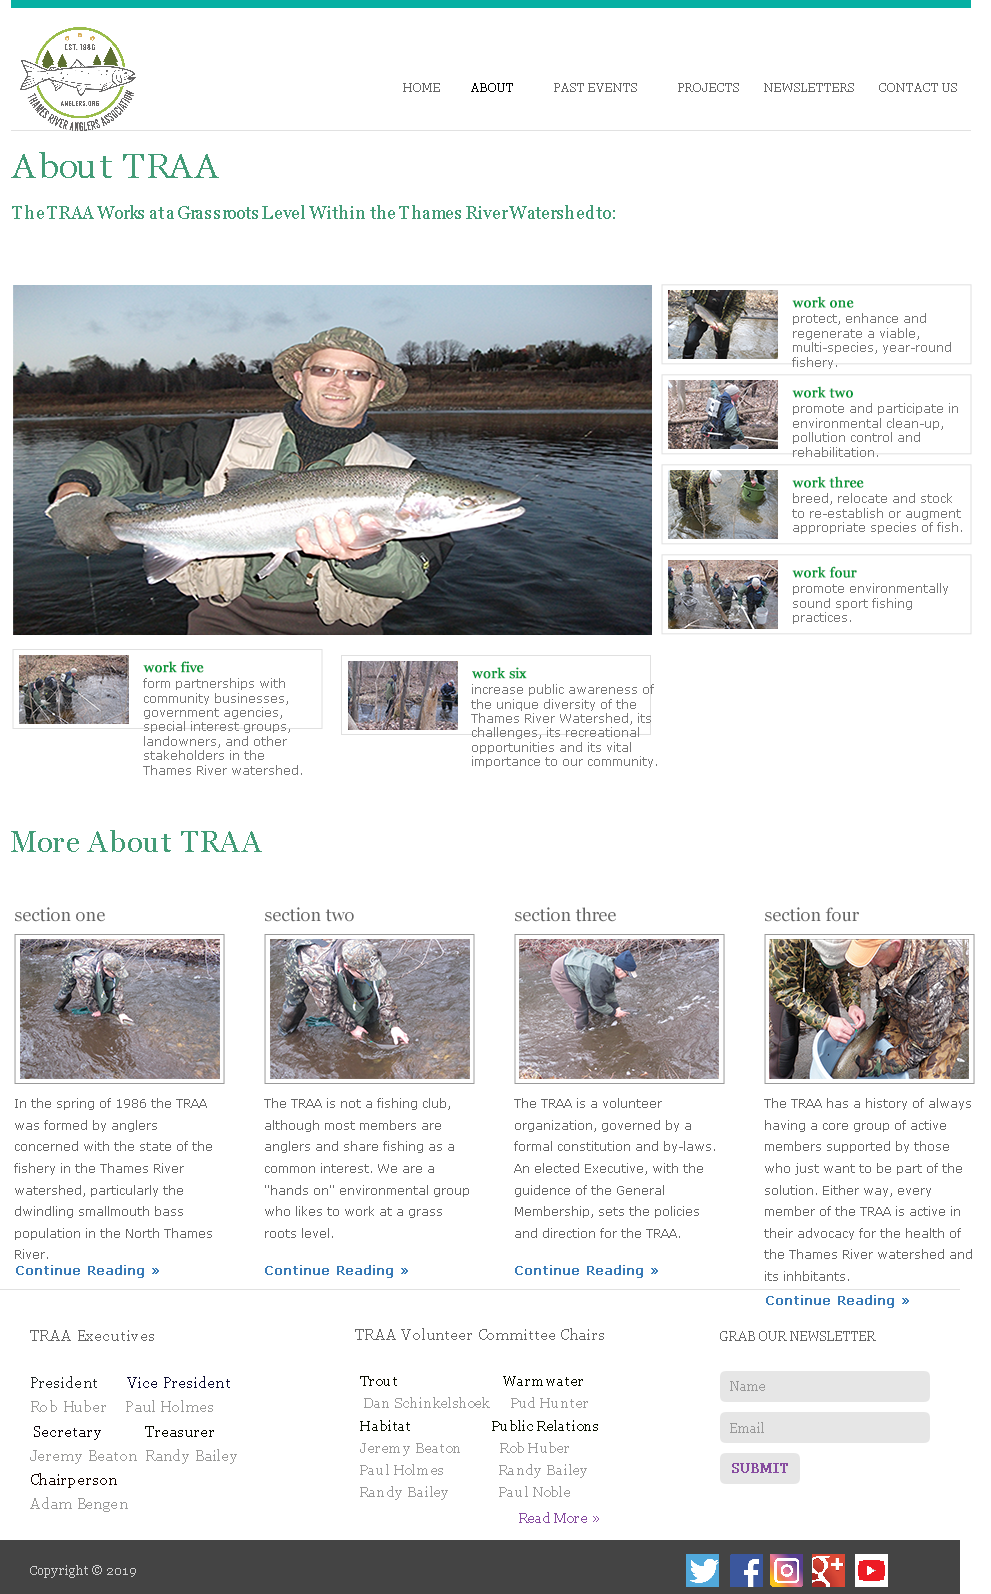 EST. 1986
ANGLERS.ORG
THAMES RIVER ANGLERS ASSOCIATION
HOME ABOUT PAST EVENTS PROJECTS NEWSLETTERS CONTACT US
About TRAA
The TRAA Works at a Grassroots Level Within the Thames River Watershed to:
work one
protect, enhance and
regenerate a viable,
multi-species, year-round
fishery.
work two
promote and participate in
environmental clean-up,
pollution control and
rehabilitation.
work three
breed, relocate and stock
to re-establish or augment
appropriate species of fish.
work four
promote environmentally
sound sport fishing
practices.
work five
form partnerships with
community businesses,
government agencies,
special interest groups,
landowners, and other
stakeholders in the
Thames River watershed.
work six
increase public awareness of
the unique diversity of the
Thames River Watershed, its
challenges, its recreational
opportunities and its vital
importance to our community.
More About TRAA
section one
In the spring of 1986 the TRAA
was formed by anglers
concerned with the state of the
fishery in the Thames River
watershed, particularly the
dwindling smallmouth bass
population in the North Thames
River.
Continue Reading »
section two
The TRAA is not a fishing club,
although most members are
anglers and share fishing as a
common interest. We are a
"hands on" environmental group
who likes to work at a grass
roots level.
Continue Reading »
section three
The TRAA is a volunteer
organization, governed by a
formal constitution and by-laws.
An elected Executive, with the
guidence of the General
Membership, sets the policies
and direction for the TRAA.
Continue Reading »
section four
The TRAA has a history of always
having a core group of active
members supported by those
who just want to be part of the
solution. Either way, every
member of the TRAA is active in
their advocacy for the health of
the Thames River watershed and
its inhbitants.
Continue Reading »
TRAA Executives
President Vice President
Rob Huber Paul Holmes
Secretary Treasurer
Jeremy Beaton Randy Bailey
Chairperson
Adam Bengen
TRAA Volunteer Committee Chairs
Trout Warmwater
Dan Schinkelshoek Pud Hunter
Habitat Public Relations
Jeremy Beaton Rob Huber
Paul Holmes Randy Bailey
Randy Bailey Paul Noble
Read More »
GRAB OUR NEWSLETTER
Name
Email
SUBMIT
Copyright © 2019